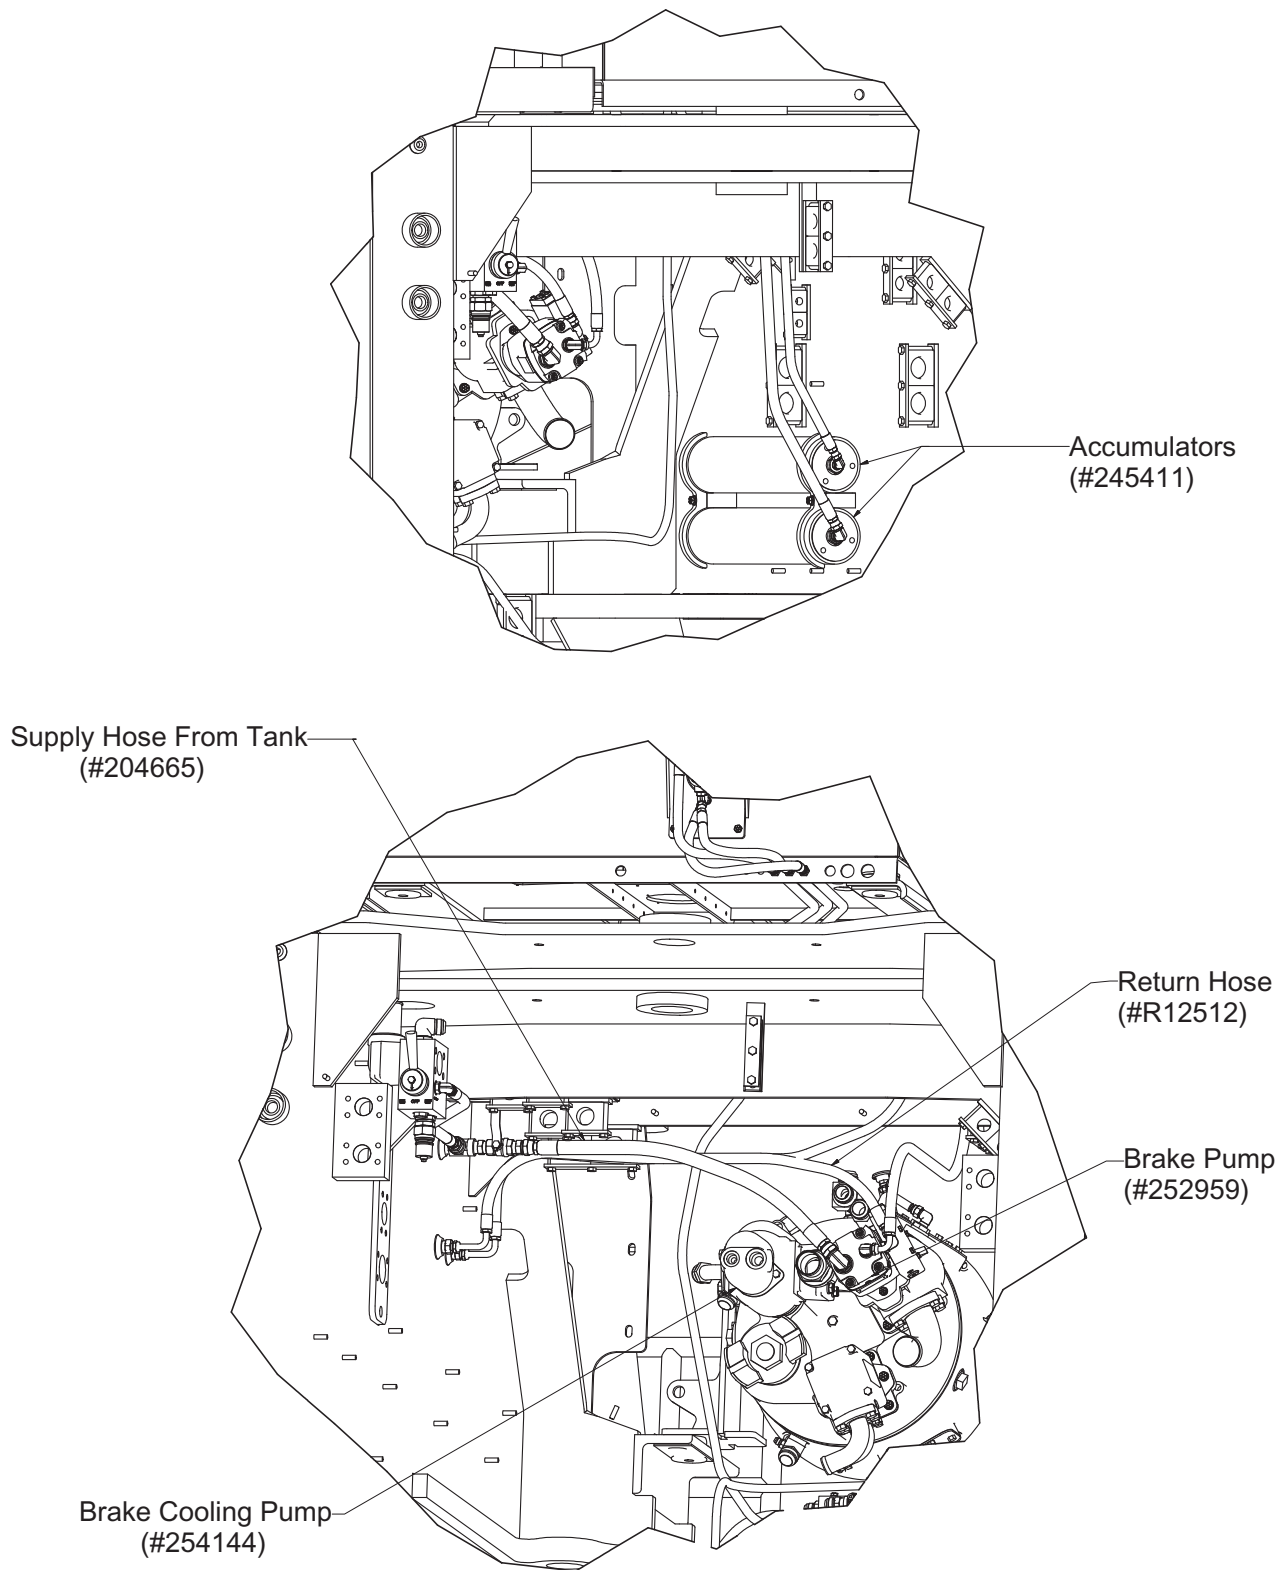 Accumulators
(#245411)
Supply Hose From Tank
(#204665)
Return Hose
(#R12512)
Brake Pump
(#252959)
Brake Cooling Pump
(#254144)